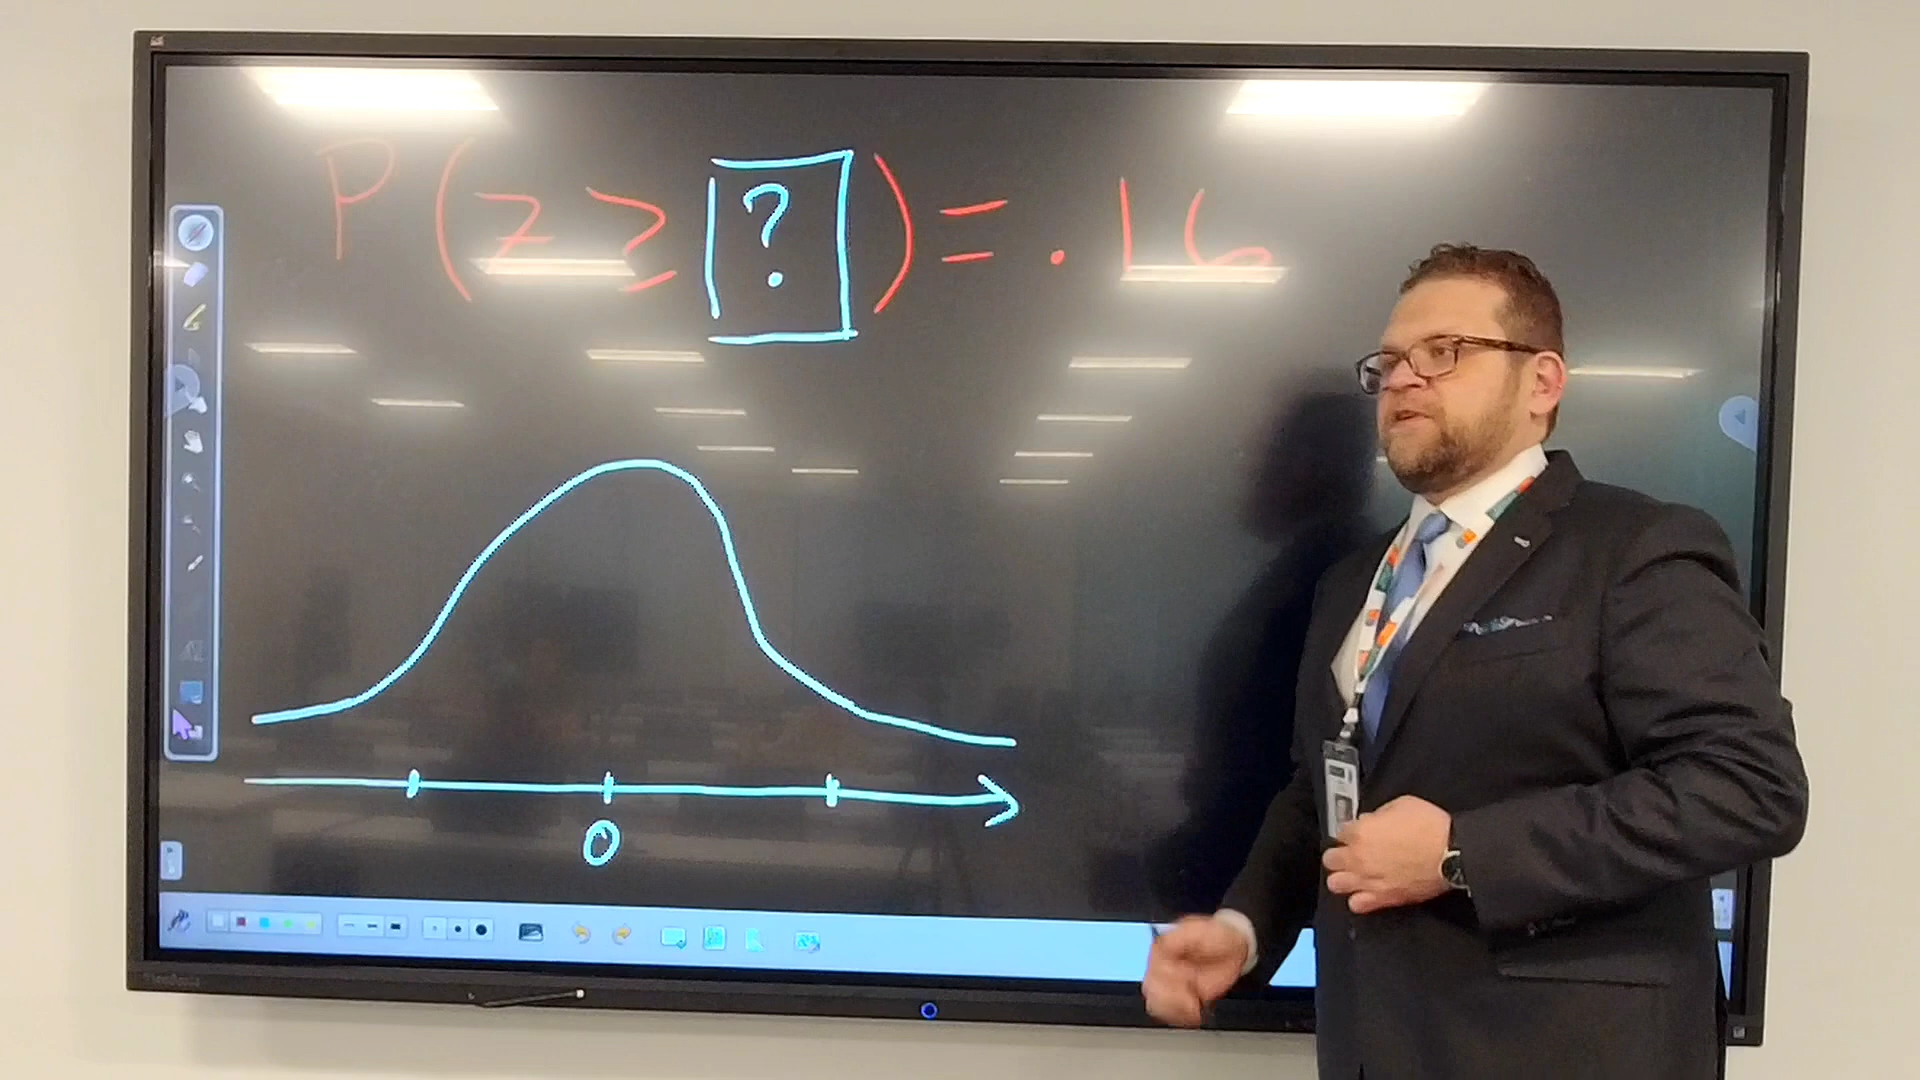 P(z ≥ ?) = .16
0